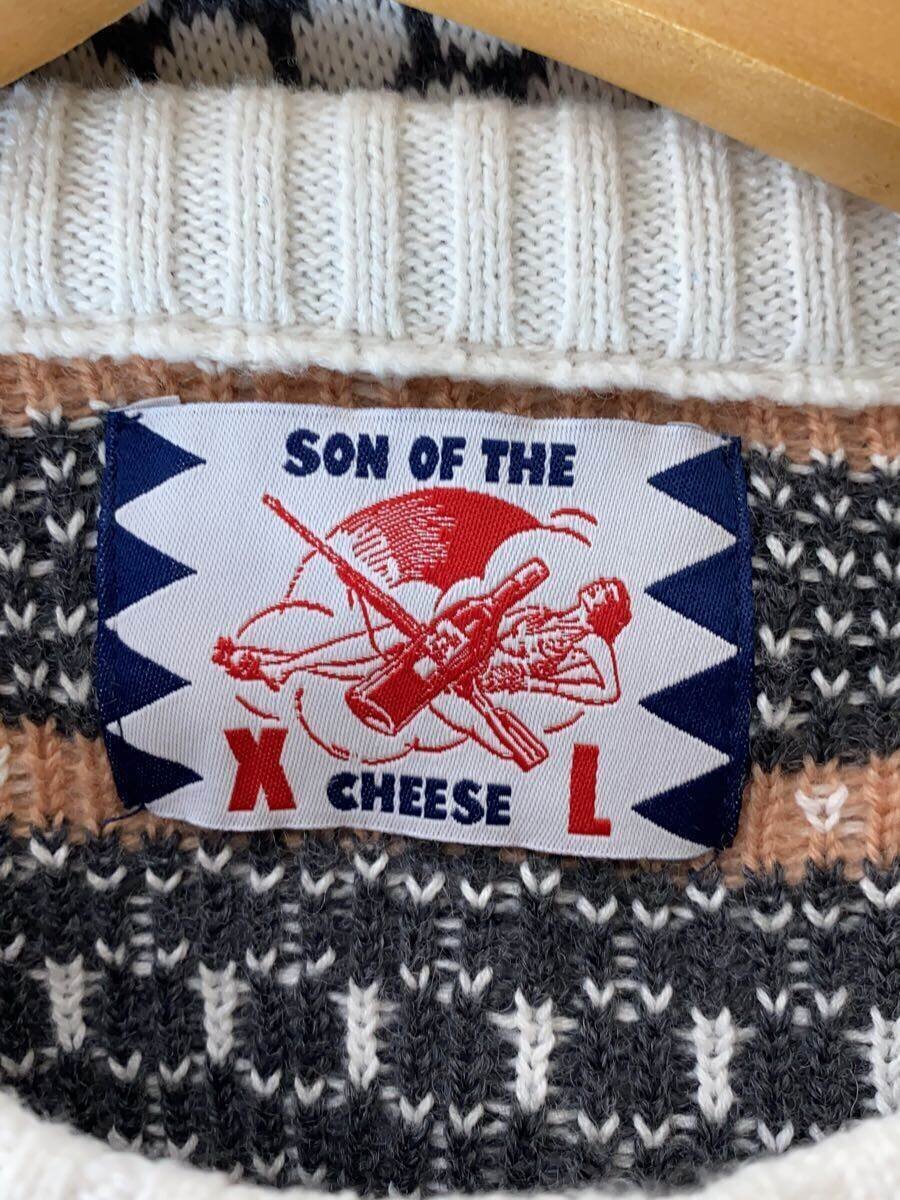 SON OF THE
X L
CHEESE